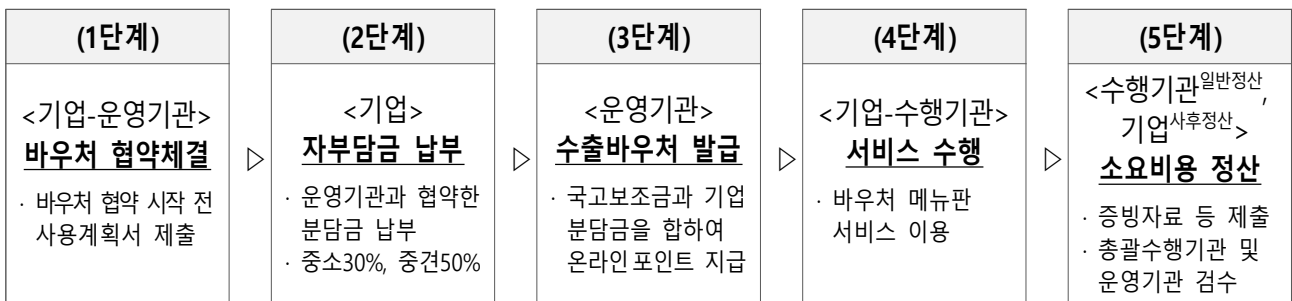 (1단계)
<기업-운영기관>
바우처 협약체결
· 바우처 협약 시작 전
사용계획서 제출
▷
(2단계)
<기업>
자부담금 납부
· 운영기관과 협약한
분담금 납부
· 중소30%, 중견50%
▷
(3단계)
<운영기관>
수출바우처 발급
· 국고보조금과 기업
분담금을 합하여
온라인 포인트 지급
▷
(4단계)
<기업-수행기관>
서비스 수행
· 바우처 메뉴판
서비스 이용
▷
(5단계)
<수행기관일반정산,
기업사후정산>
소요비용 정산
· 증빙자료 등 제출
· 총괄수행기관 및
운영기관 검수